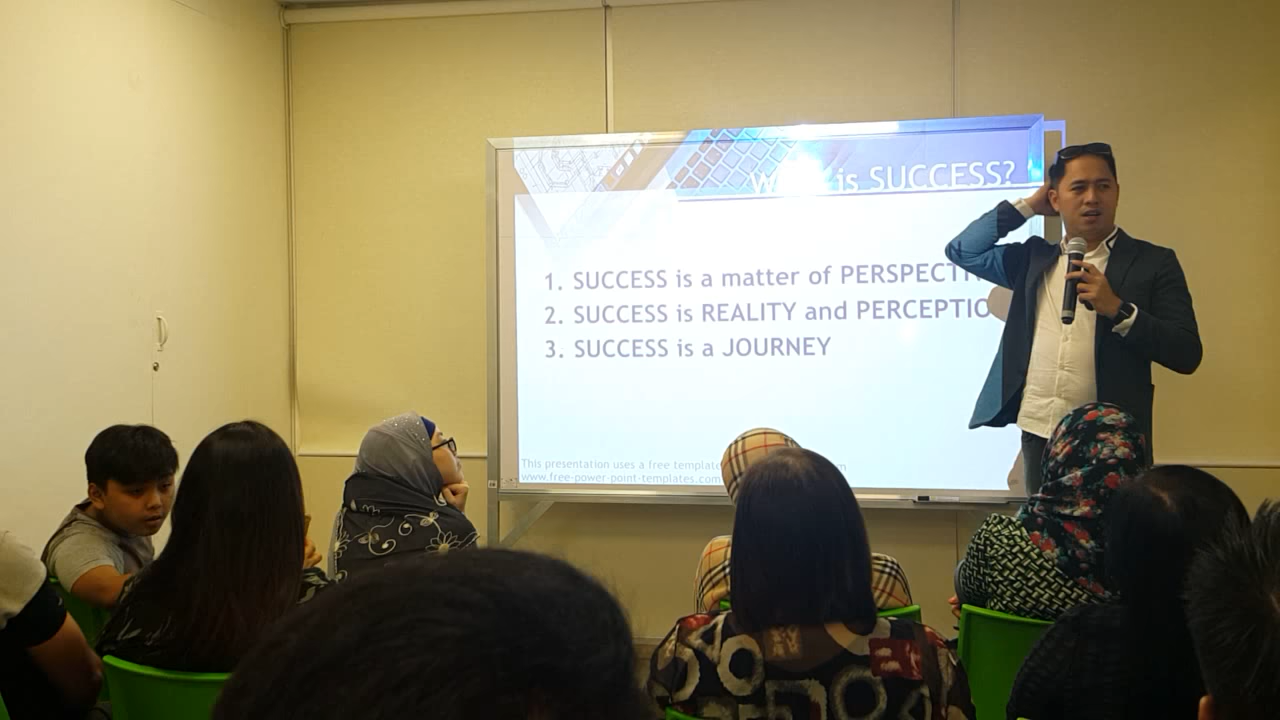 is SUCCESS?
1. SUCCESS is a matter of
2. SUCCESS is REALITY and
3. SUCCESS is a JOURNEY
This presentation uses a free
www.free-power-point-templates.com